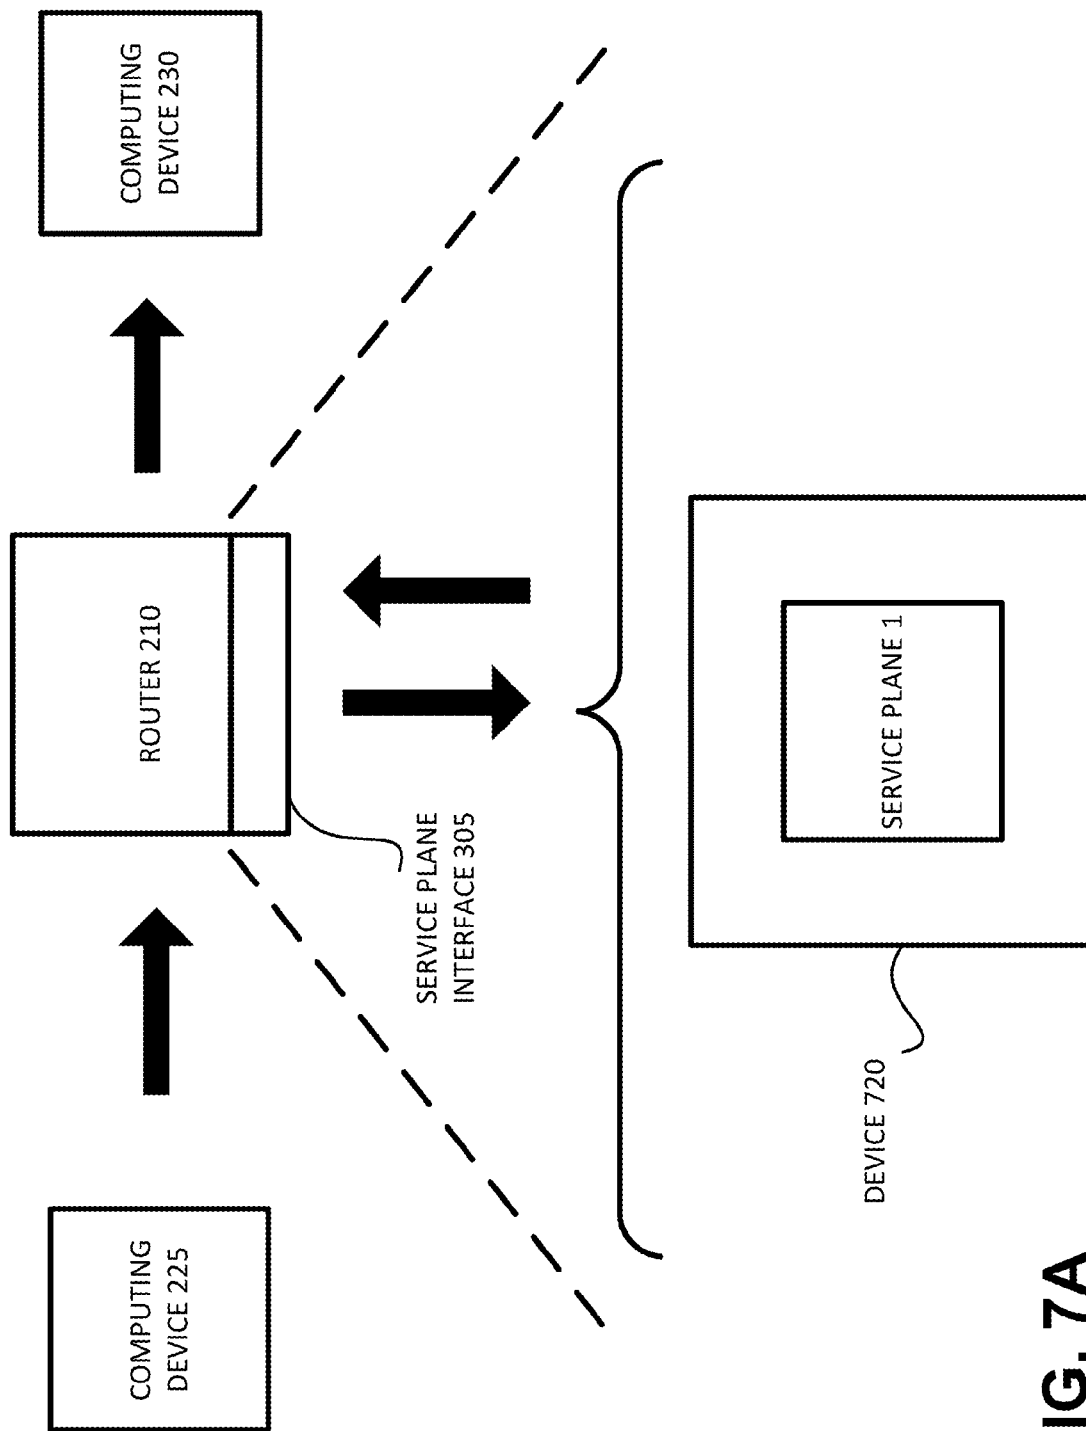 COMPUTING
DEVICE 225
ROUTER 210
COMPUTING
DEVICE 230
SERVICE PLANE
INTERFACE 305
SERVICE PLANE 1
DEVICE 720
IG. 7A